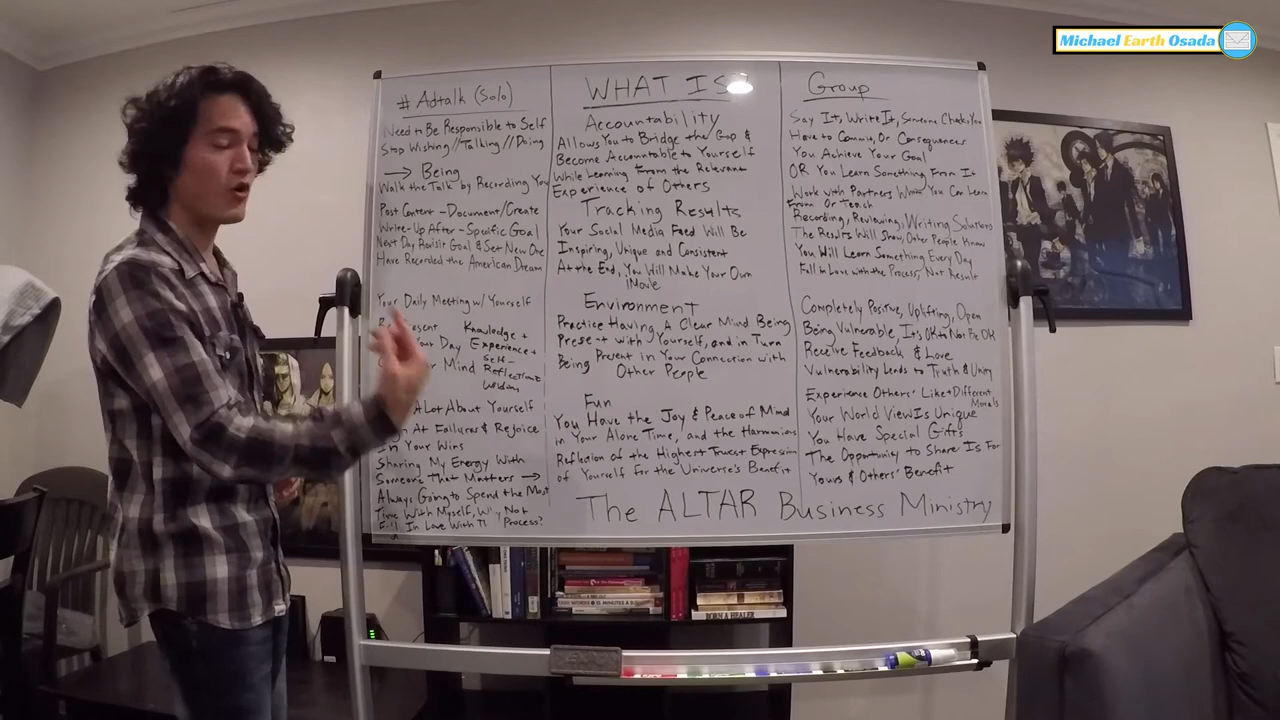 Michael Earth Osada
# Adtalk (Solo)
Need to Be Responsible to Self
Stop Wishing//Talking//Doing
→ Being
Walk the Talk by Recording You
Post Content - Document/Create
Write-Up After - Specific Goal
Next Day Revisit Goal & Set New One
Have Recorded the American Dream
Your Daily Meeting w/ Yourself
Knowledge +
Your Day Experience +
Mind Self-
Reflection =
Wisdom
A Lot About Yourself
At Failures & Rejoice
In Your Wins
Sharing My Energy With
Someone That Matters →
Always Going to Spend the Most
Time With Myself, Why Not
In Love With Process?
WHAT IS
Accountability
Allows You to Bridge the Gap &
Become Accountable to Yourself
While Learning From the Relevant
Experience of Others
Tracking Results
Your Social Media Feed Will Be
Inspiring, Unique and Consistent
At the End, You Will Make Your Own
Movie
Environment
Practice Having A Clear Mind Being
Present with Yourself, and in Turn
Being Present in Your Connection with
Other People
Fun
You Have the Joy & Peace of Mind
in Your Alone Time, and the Harmonious
Reflection of the Highest Truest Expression
of Yourself for the Universe's Benefit
The ALTAR Business Ministry
Group
Say It, Write It, Someone Checks You
Have to Commit, Or Consequences
You Achieve Your Goal
OR You Learn Something From It
Work with Partners You Can Learn
From Or Teach
Recording, Reviewing, Writing Solutions
The Results Will Show, Other People Know
You Will Learn Something Every Day
Fall in Love with the Process, Not Result
Completely Positive, Uplifting, Open
Being Vulnerable, It's OK to Not Be OK
Receive Feedback & Love
Vulnerability Leads to Truth & Unity
Experience Others' Like & Different
Morals
Your World View Is Unique
You Have Special Gifts
The Opportunity to Share Is For
Yours & Others' Benefit
BORN A HEALER